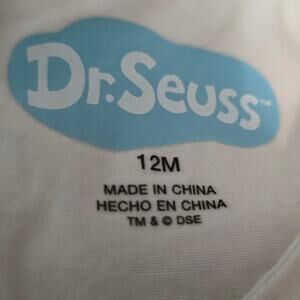 Dr. Seuss™
12M
MADE IN CHINA
HECHO EN CHINA
TM & © DSE